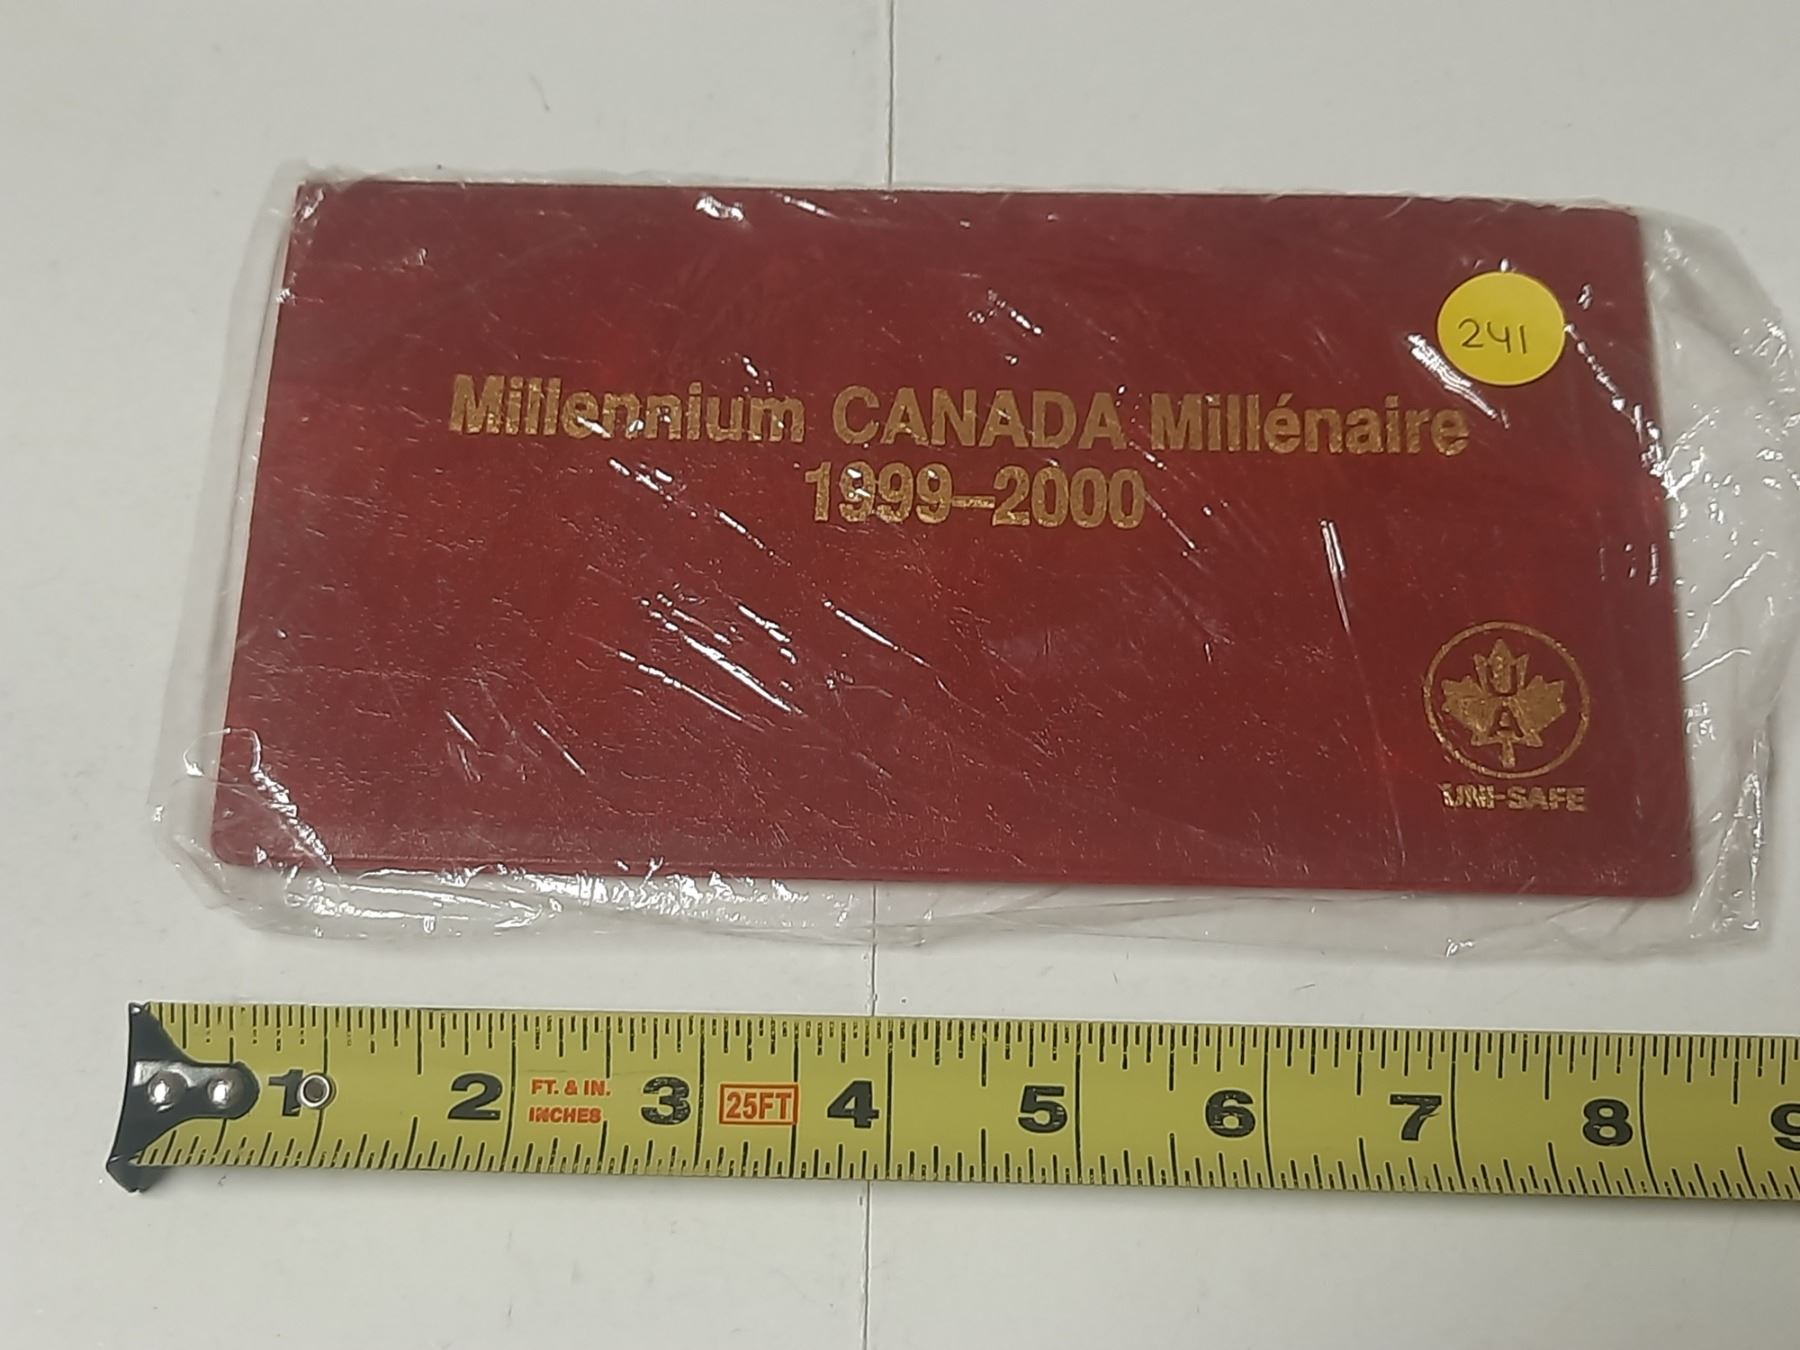 241
Millennium CANADA Millénaire
1999–2000
U
A
UNI-SAFE
1 2 FT. & IN. 3 25FT 4 5 6 7 8 9
INCHES